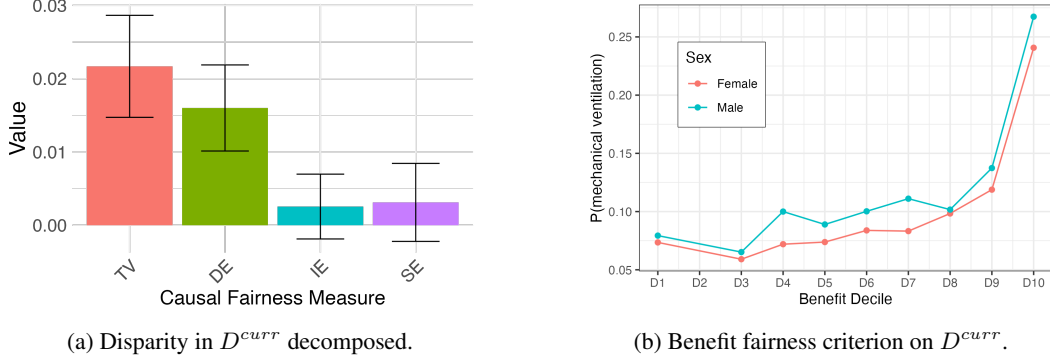 0.03
0.02
0.01
0.00
Value
TV
DE
IE
SE
Causal Fairness Measure
(a) Disparity in D^{curr} decomposed.
0.25
0.20
0.15
0.10
0.05
P(mechanical ventilation)
Sex
Female
Male
D1 D2 D3 D4 D5 D6 D7 D8 D9 D10
Benefit Decile
(b) Benefit fairness criterion on D^{curr}.